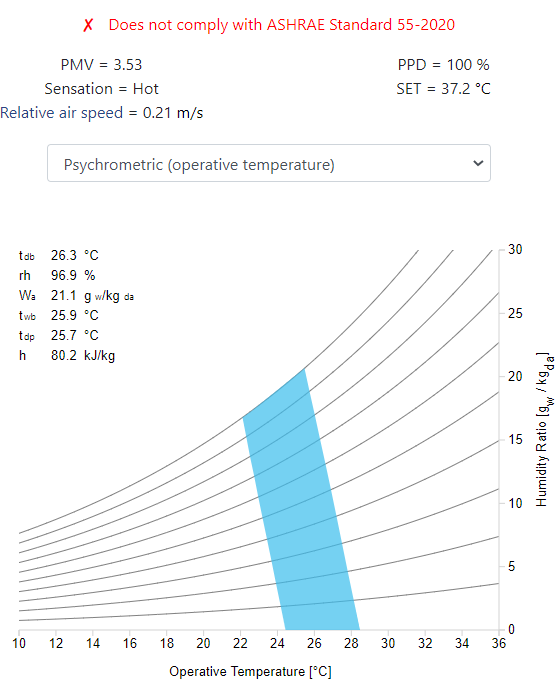 ✗ Does not comply with ASHRAE Standard 55-2020
PMV = 3.53 PPD = 100 %
Sensation = Hot SET = 37.2 °C
Relative air speed = 0.21 m/s
Psychrometric (operative temperature)
tdb 26.3 °C
rh 96.9 %
Wa 21.1 g w/kg da
twb 25.9 °C
tdp 25.7 °C
h 80.2 kJ/kg
30
25
20
15
10
5
0
Humidity Ratio [gw / kgda]
10 12 14 16 18 20 22 24 26 28 30 32 34 36
Operative Temperature [°C]